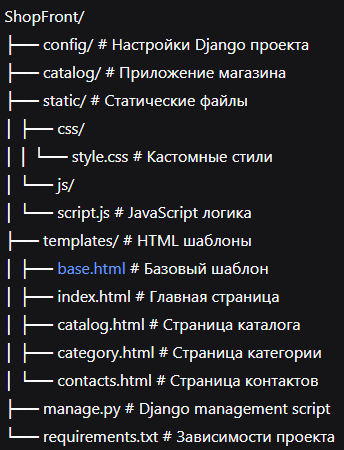 ShopFront/
├── config/ # Настройки Django проекта
├── catalog/ # Приложение магазина
├── static/ # Статические файлы
│ ├── css/
│ │ └── style.css # Кастомные стили
│ ├── js/
│ └── script.js # JavaScript логика
├── templates/ # HTML шаблоны
│ ├── base.html # Базовый шаблон
│ ├── index.html # Главная страница
│ ├── catalog.html # Страница каталога
│ ├── category.html # Страница категории
│ └── contacts.html # Страница контактов
├── manage.py # Django management script
└── requirements.txt # Зависимости проекта